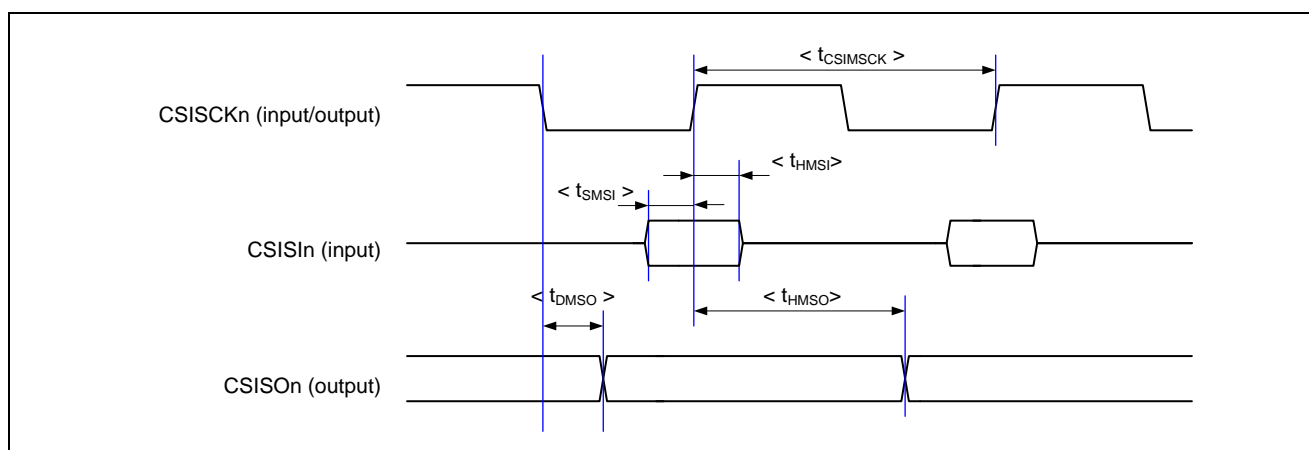 < tCSIMSCK >
CSISCKn (input/output)
< tHMSI>
< tSMSI >
CSISIn (input)
< tDMSO >
< tHMSO>
CSISOn (output)